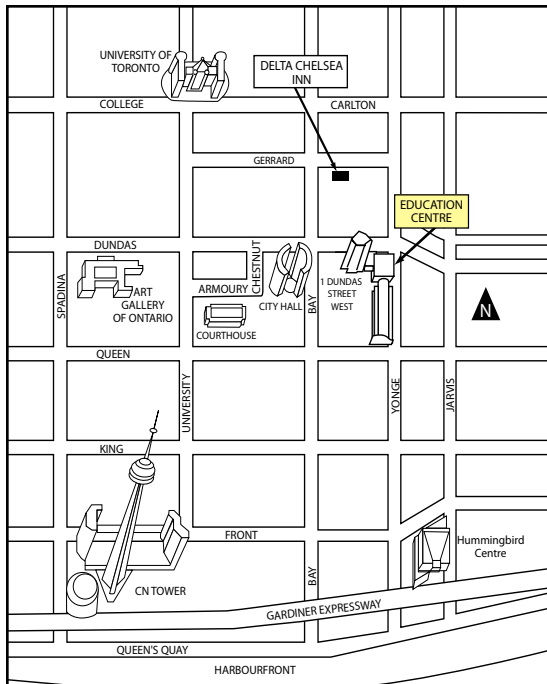 UNIVERSITY OF
TORONTO
DELTA CHELSEA
INN
COLLEGE
CARLTON
GERRARD
EDUCATION
CENTRE
DUNDAS
SPADINA
ART
GALLERY
OF ONTARIO
CHESTNUT
ARMOURY
CITY HALL
COURTHOUSE
BAY
1 DUNDAS
STREET
WEST
N
QUEEN
UNIVERSITY
YONGE
JARVIS
KING
FRONT
Hummingbird
Centre
CN TOWER
BAY
GARDINER EXPRESSWAY
QUEEN'S QUAY
HARBOURFRONT